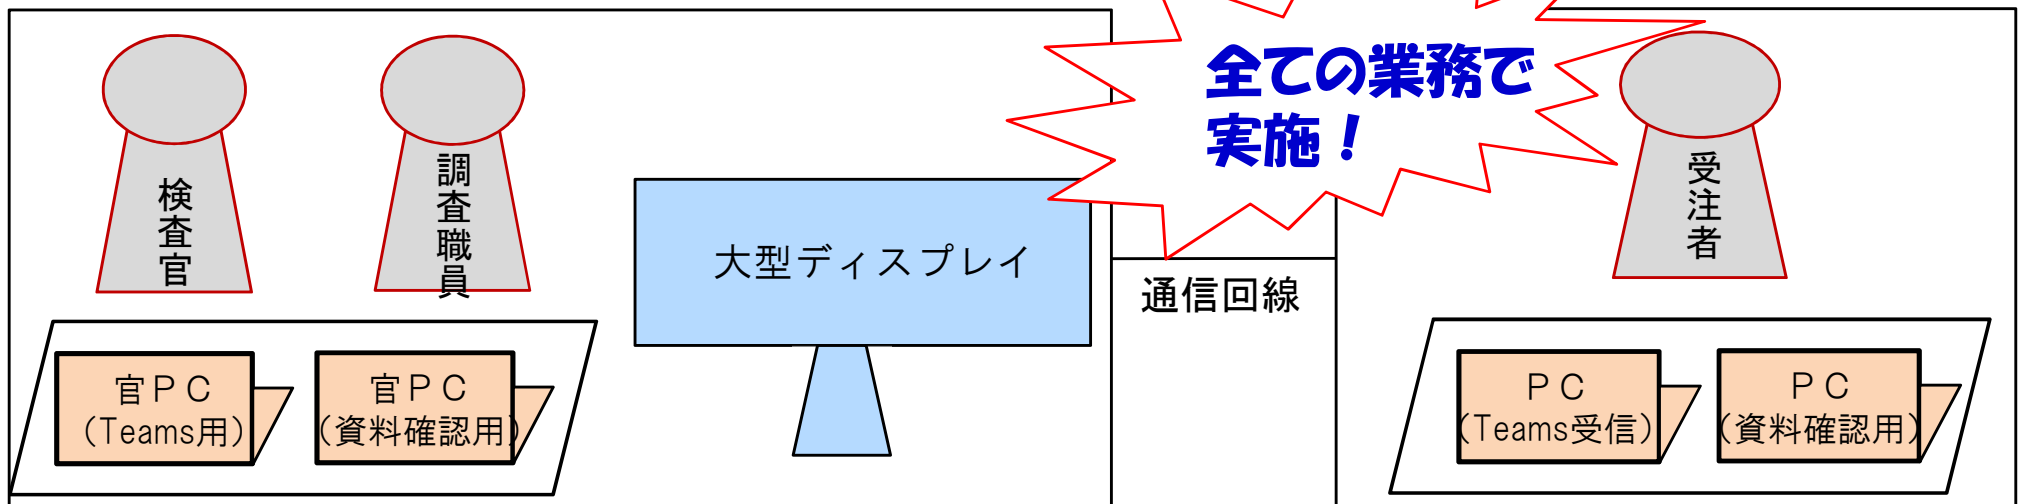 全ての業務で
実施！
検査官
調査職員
受注者
大型ディスプレイ
通信回線
官ＰＣ
（Teams用）
官ＰＣ
（資料確認用）
ＰＣ
（Teams受信）
ＰＣ
（資料確認用）